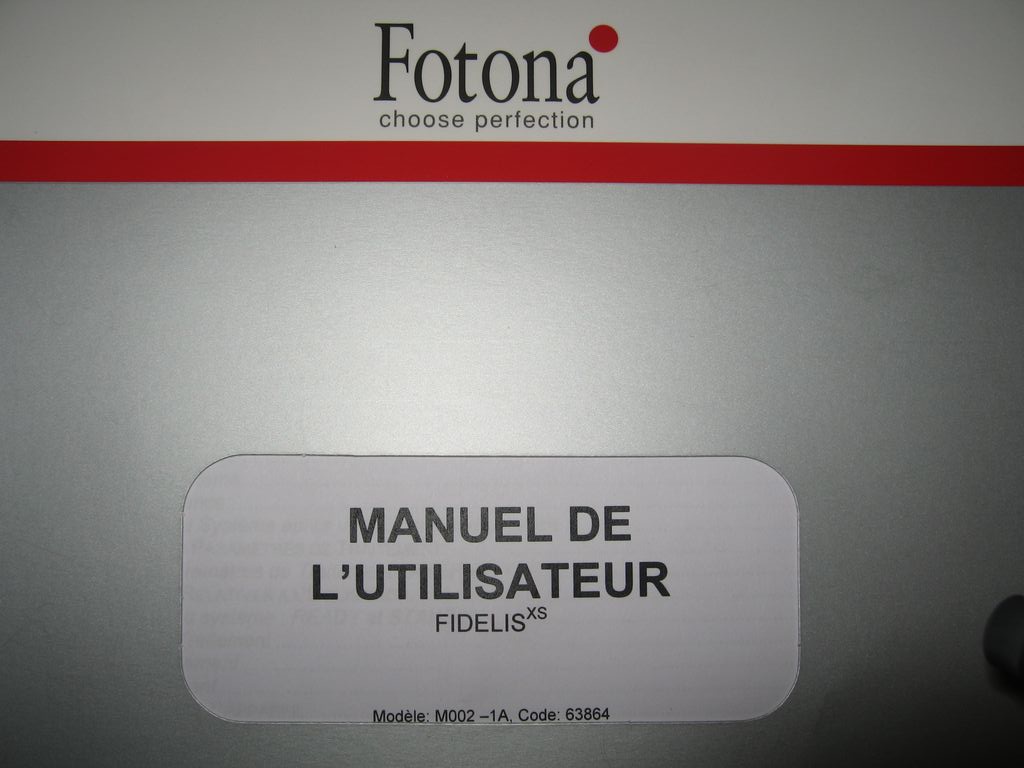 Fotona
choose perfection
MANUEL DE
L'UTILISATEUR
FIDELIS XS
Modèle: M002 –1A, Code: 63864